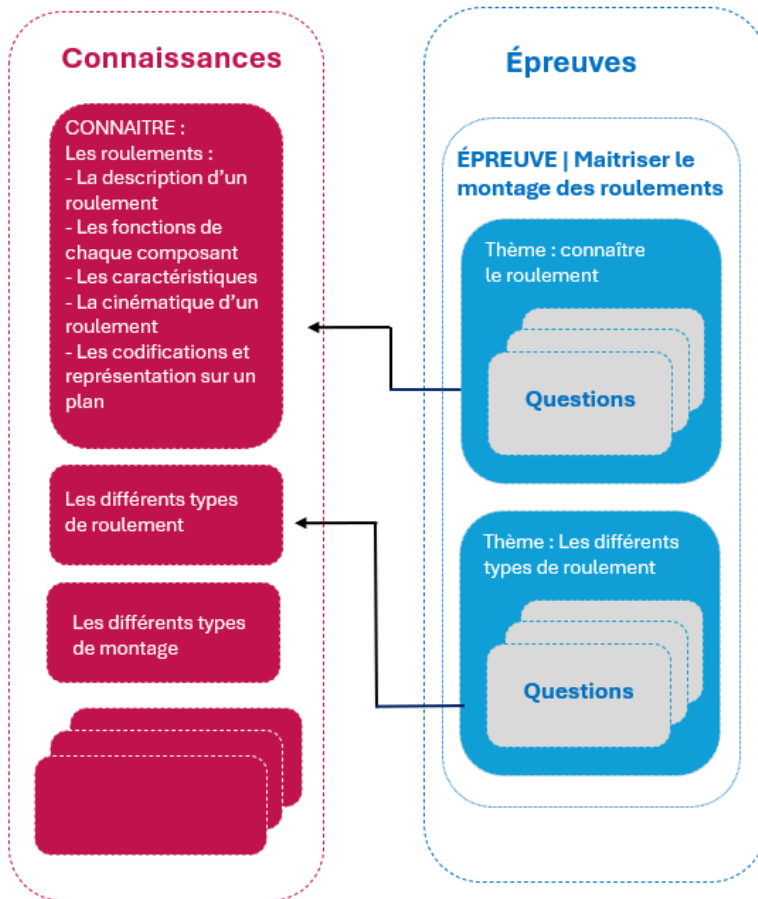 Connaissances
CONNAITRE :
Les roulements :
- La description d'un
roulement
- Les fonctions de
chaque composant
- Les caractéristiques
- La cinématique d'un
roulement
- Les codifications et
représentation sur un
plan
Les différents types
de roulement
Les différents types
de montage
Épreuves
ÉPREUVE | Maitriser le
montage des roulements
Thème : connaître
le roulement
Questions
Thème : Les différents
types de roulement
Questions